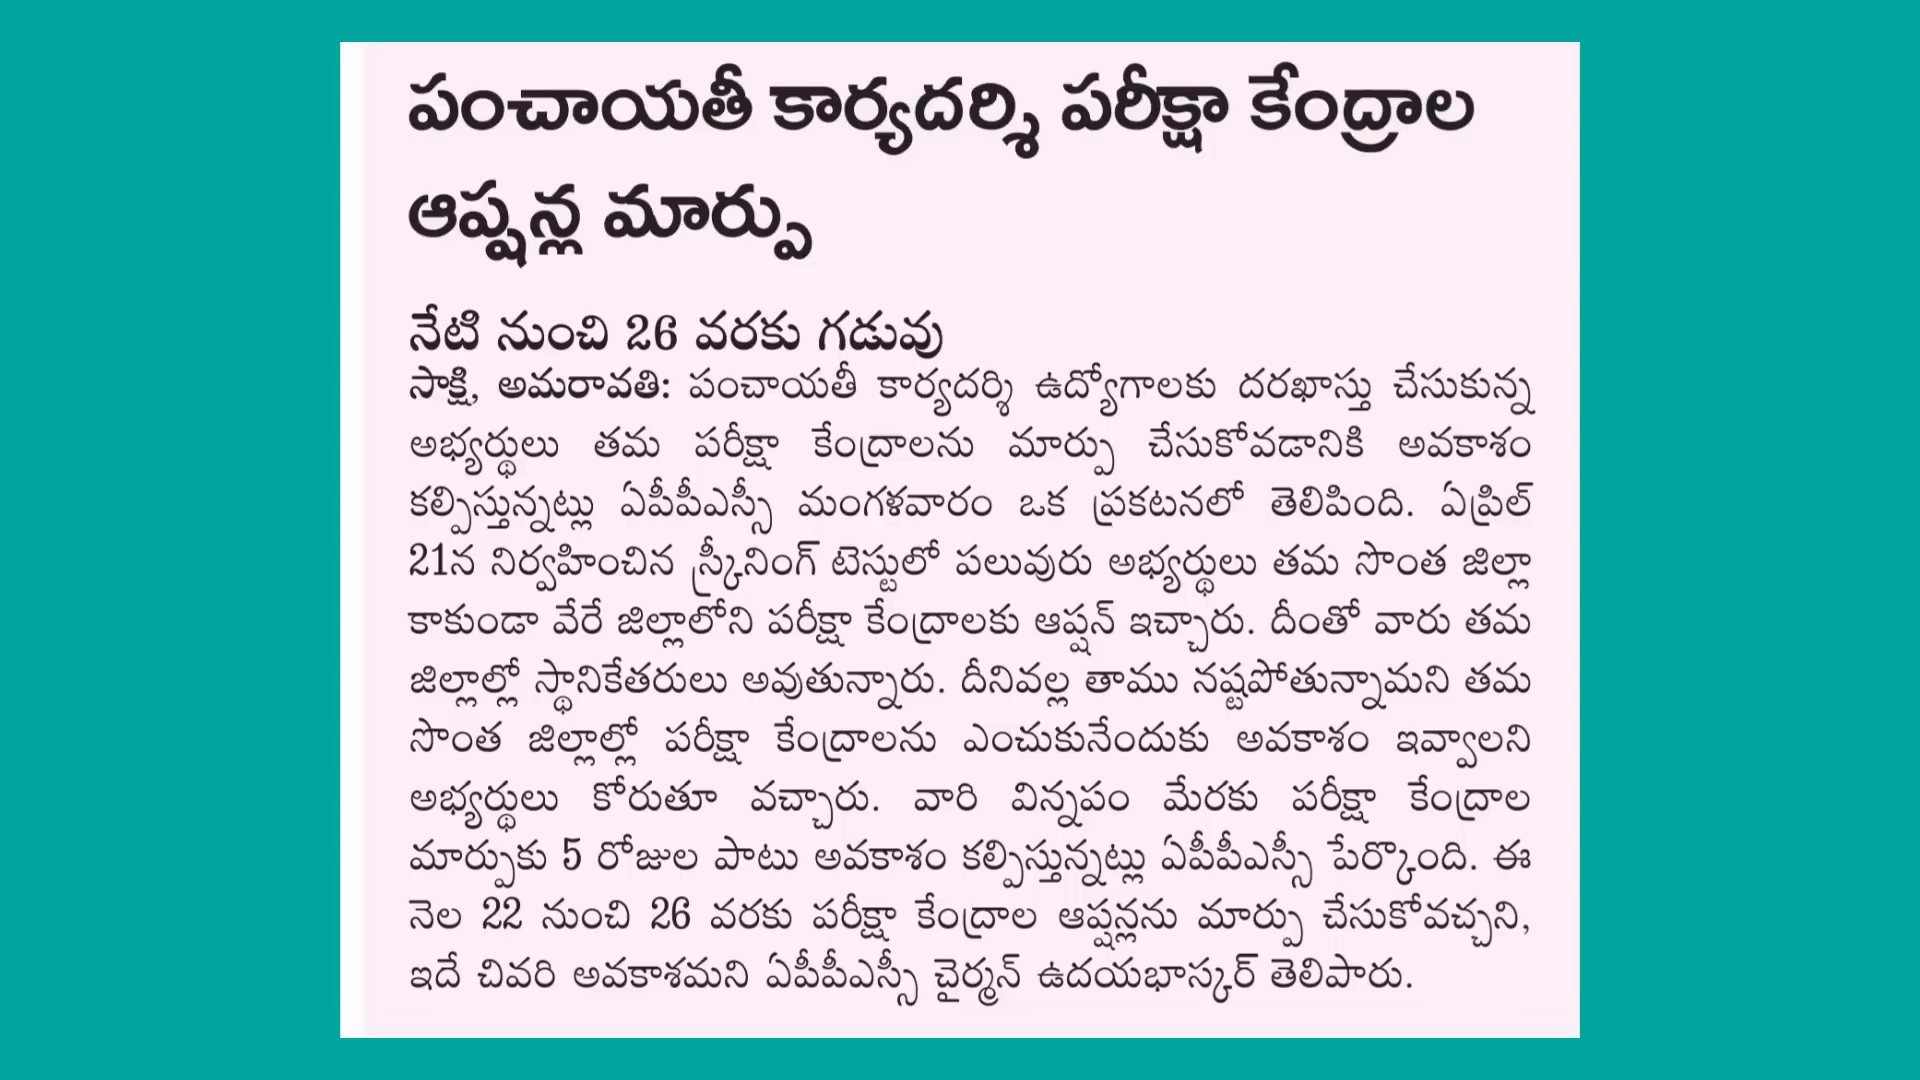 పంచాయతీ కార్యదర్శి పరీక్షా కేంద్రాల
ఆప్షన్ల మార్పు
నేటి నుంచి 26 వరకు గడువు
సాక్షి, అమరావతి: పంచాయతీ కార్యదర్శి ఉద్యోగాలకు దరఖాస్తు చేసుకున్న
అభ్యర్థులు తమ పరీక్షా కేంద్రాలను మార్పు చేసుకోవడానికి అవకాశం
కల్పిస్తున్నట్లు ఏపీపీఎస్సీ మంగళవారం ఒక ప్రకటనలో తెలిపింది. ఏప్రిల్
21న నిర్వహించిన స్క్రీనింగ్ టెస్టులో పలువురు అభ్యర్థులు తమ సొంత జిల్లా
కాకుండా వేరే జిల్లాలోని పరీక్షా కేంద్రాలకు ఆప్షన్ ఇచ్చారు. దీంతో వారు తమ
జిల్లాల్లో స్థానికేతరులు అవుతున్నారు. దీనివల్ల తాము నష్టపోతున్నామని తమ
సొంత జిల్లాల్లో పరీక్షా కేంద్రాలను ఎంచుకునేందుకు అవకాశం ఇవ్వాలని
అభ్యర్థులు కోరుతూ వచ్చారు. వారి విన్నపం మేరకు పరీక్షా కేంద్రాల
మార్పుకు 5 రోజుల పాటు అవకాశం కల్పిస్తున్నట్లు ఏపీపీఎస్సీ పేర్కొంది. ఈ
నెల 22 నుంచి 26 వరకు పరీక్షా కేంద్రాల ఆప్షన్లను మార్పు చేసుకోవచ్చని,
ఇదే చివరి అవకాశమని ఏపీపీఎస్సీ చైర్మన్ ఉదయభాస్కర్ తెలిపారు.